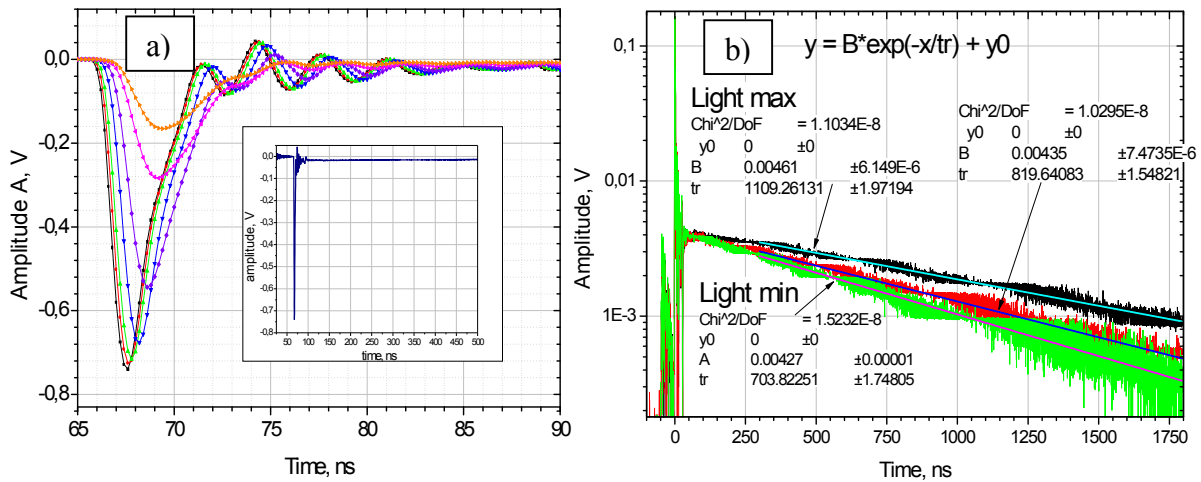 a)
0,0
-0,2
-0,4
-0,6
-0,8
Amplitude A, V
65 70 75 80 85 90
Time, ns
0,0
-0,1
-0,2
-0,3
-0,4
-0,5
-0,6
-0,7
-0,8
amplitude, V
50 100 150 200 250 300 350 400 450 500
time, ns
b)
y = B*exp(-x/tr) + y0
Light max
Chi^2/DoF = 1.1034E-8
y0 0 ±0
B 0.00461 ±6.149E-6
tr 1109.26131 ±1.97194
Chi^2/DoF = 1.0295E-8
y0 0 ±0
B 0.00435 ±7.4735E-6
tr 819.64083 ±1.54821
Light min
Chi^2/DoF = 1.5232E-8
y0 0 ±0
A 0.00427 ±0.00001
tr 703.82251 ±1.74805
0,1
0,01
1E-3
Amplitude, V
0 250 500 750 1000 1250 1500 1750
Time, ns